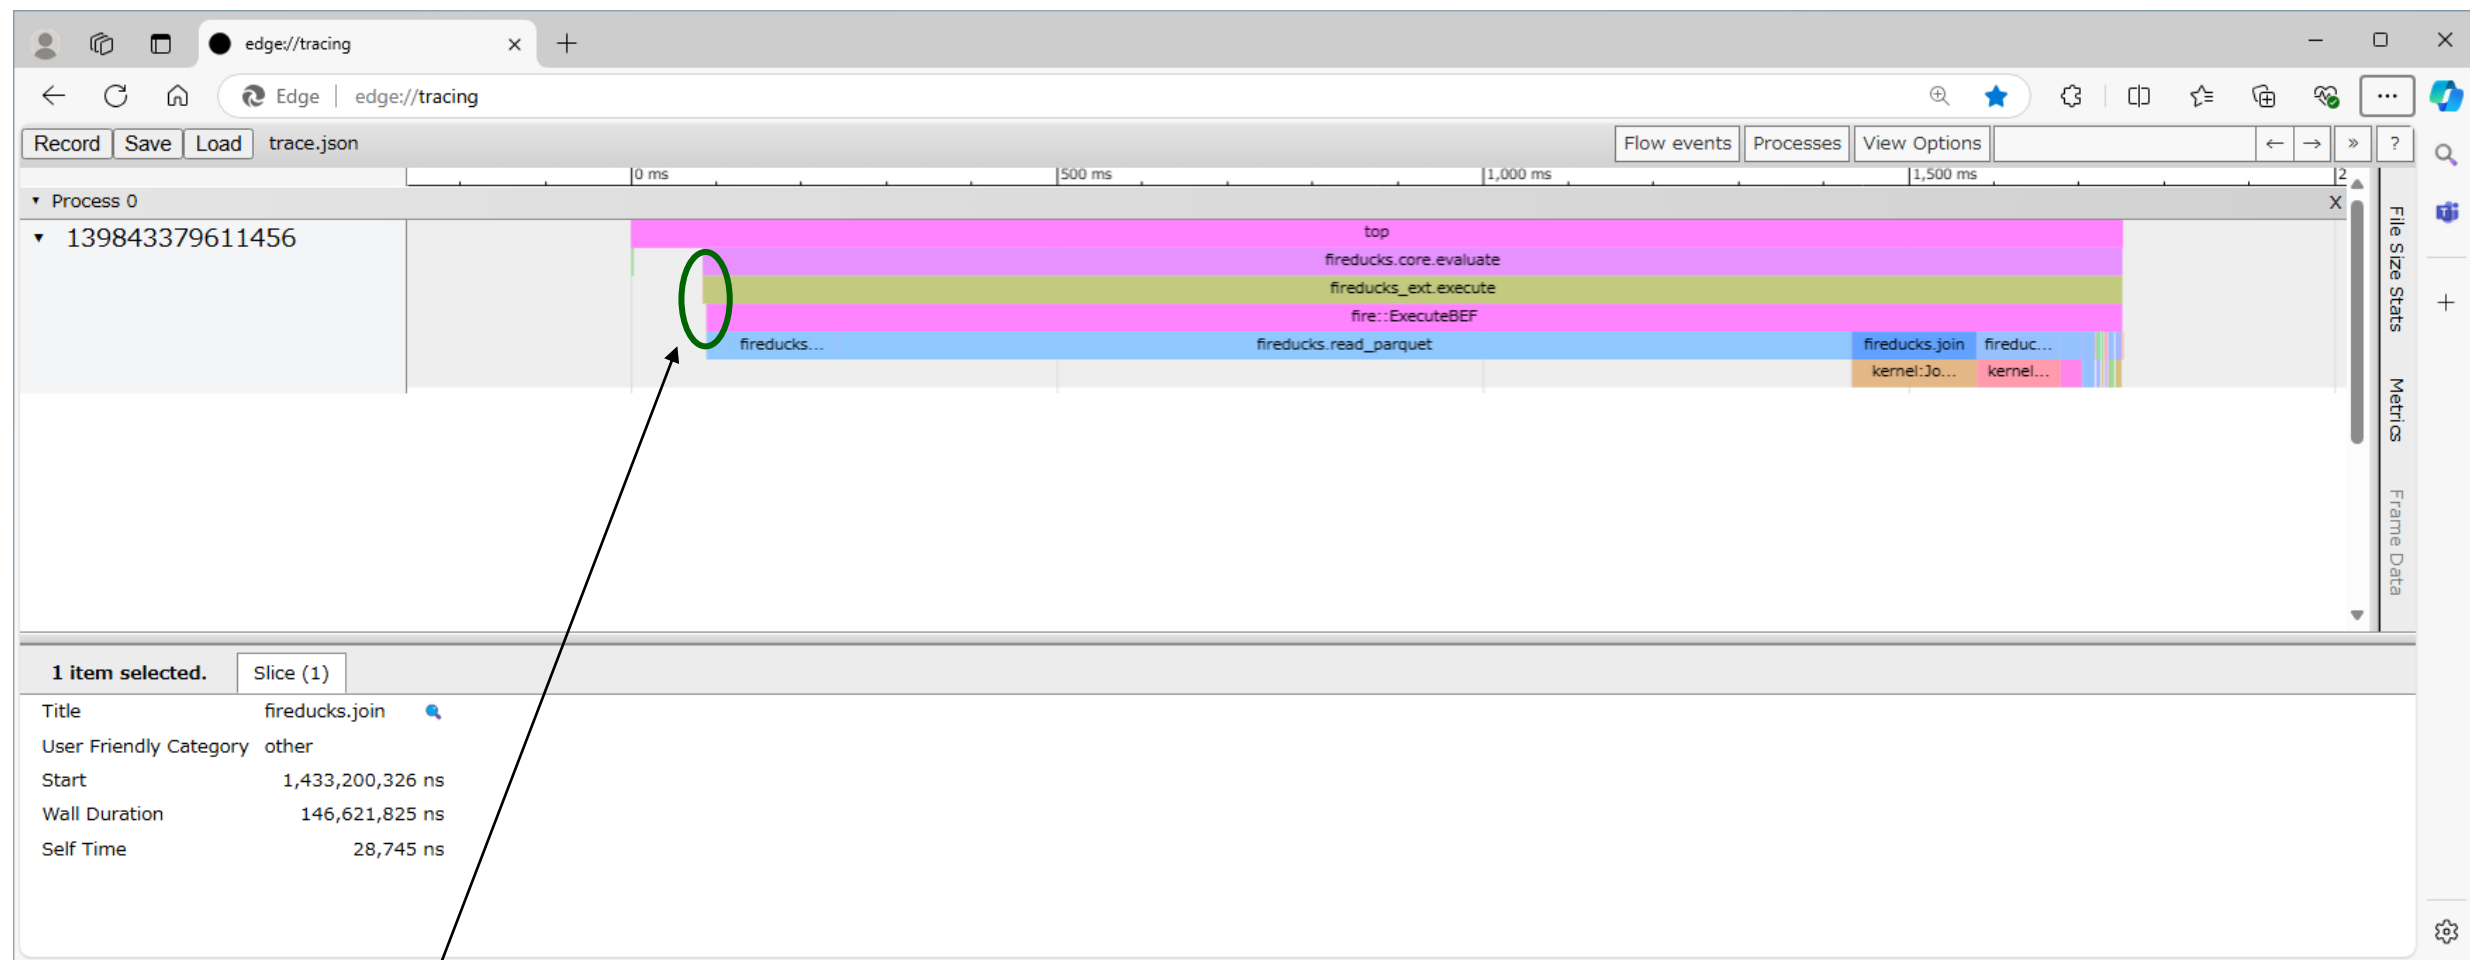 edge://tracing
Edge edge://tracing
Record Save Load trace.json Flow events Processes View Options ?
0 ms 500 ms 1,000 ms 1,500 ms 2
Process 0 X
139843379611456
top
fireducks.core.evaluate
fireducks_ext.execute
fire::ExecuteBEF
fireducks... fireducks.read_parquet fireducks.join fireduc...
kernel:Jo... kernel...
File Size Stats
Metrics
Frame Data
1 item selected. Slice (1)
Title fireducks.join
User Friendly Category other
Start 1,433,200,326 ns
Wall Duration 146,621,825 ns
Self Time 28,745 ns